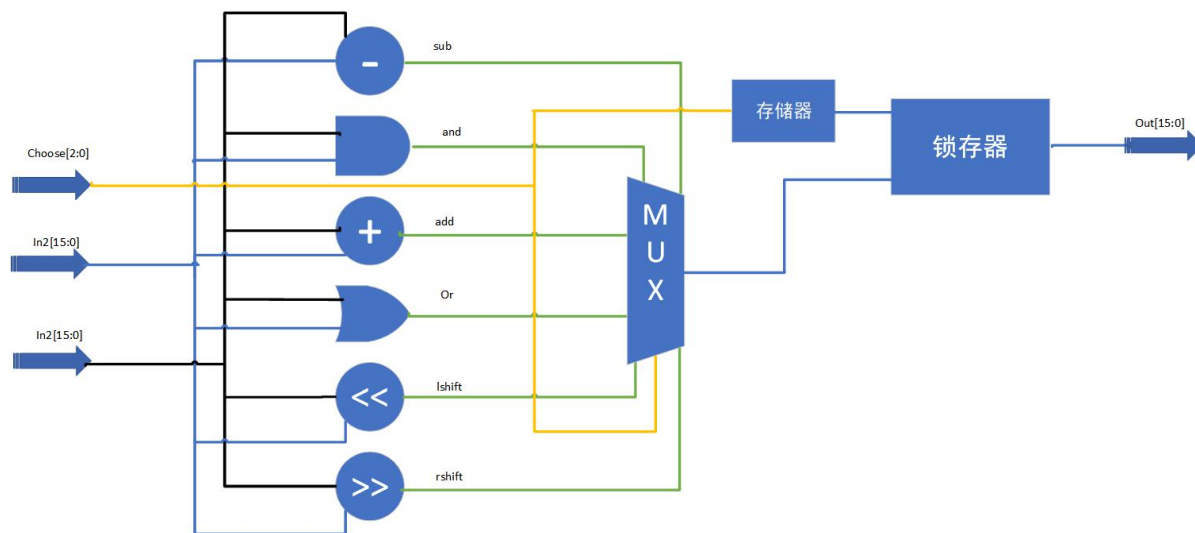 sub
-
and
存储器
锁存器
Out[15:0]
Choose[2:0]
+
add
M
U
X
In2[15:0]
Or
In2[15:0]
<<
lshift
>>
rshift